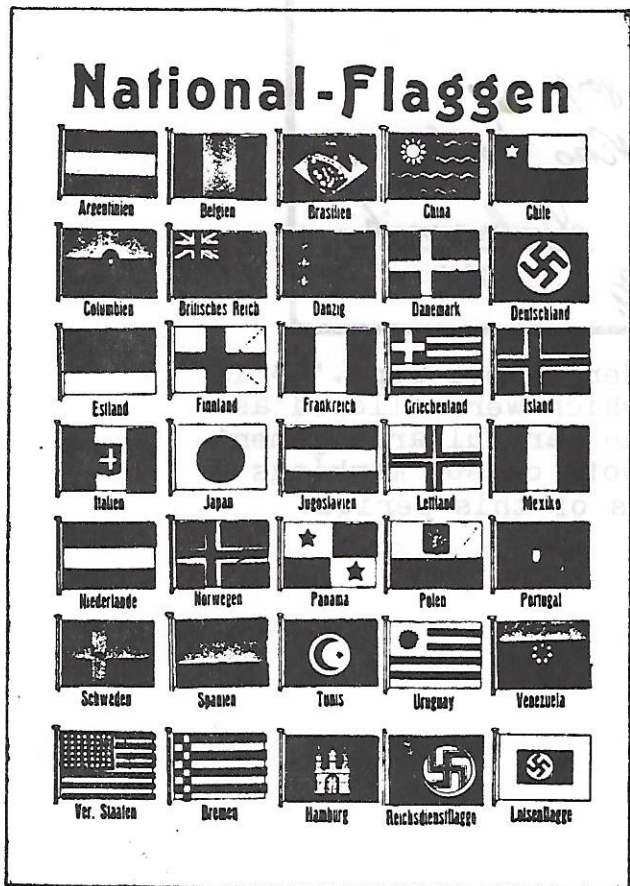 National-Flaggen
Argentinien Belgien Brasilien China Chile
Columbien Britisches Reich Danzig Danemark Deutschland
Estland Finnland Frankreich Griechenland Island
Italien Japan Jugoslavien Lettland Mexiko
Niederlande Norwegen Panama Polen Portugal
Schweden Spanien Tunis Uruguay Venezuela
Ver. Staaten Bremen Hamburg Reichsdienstflagge Lotsenflagge